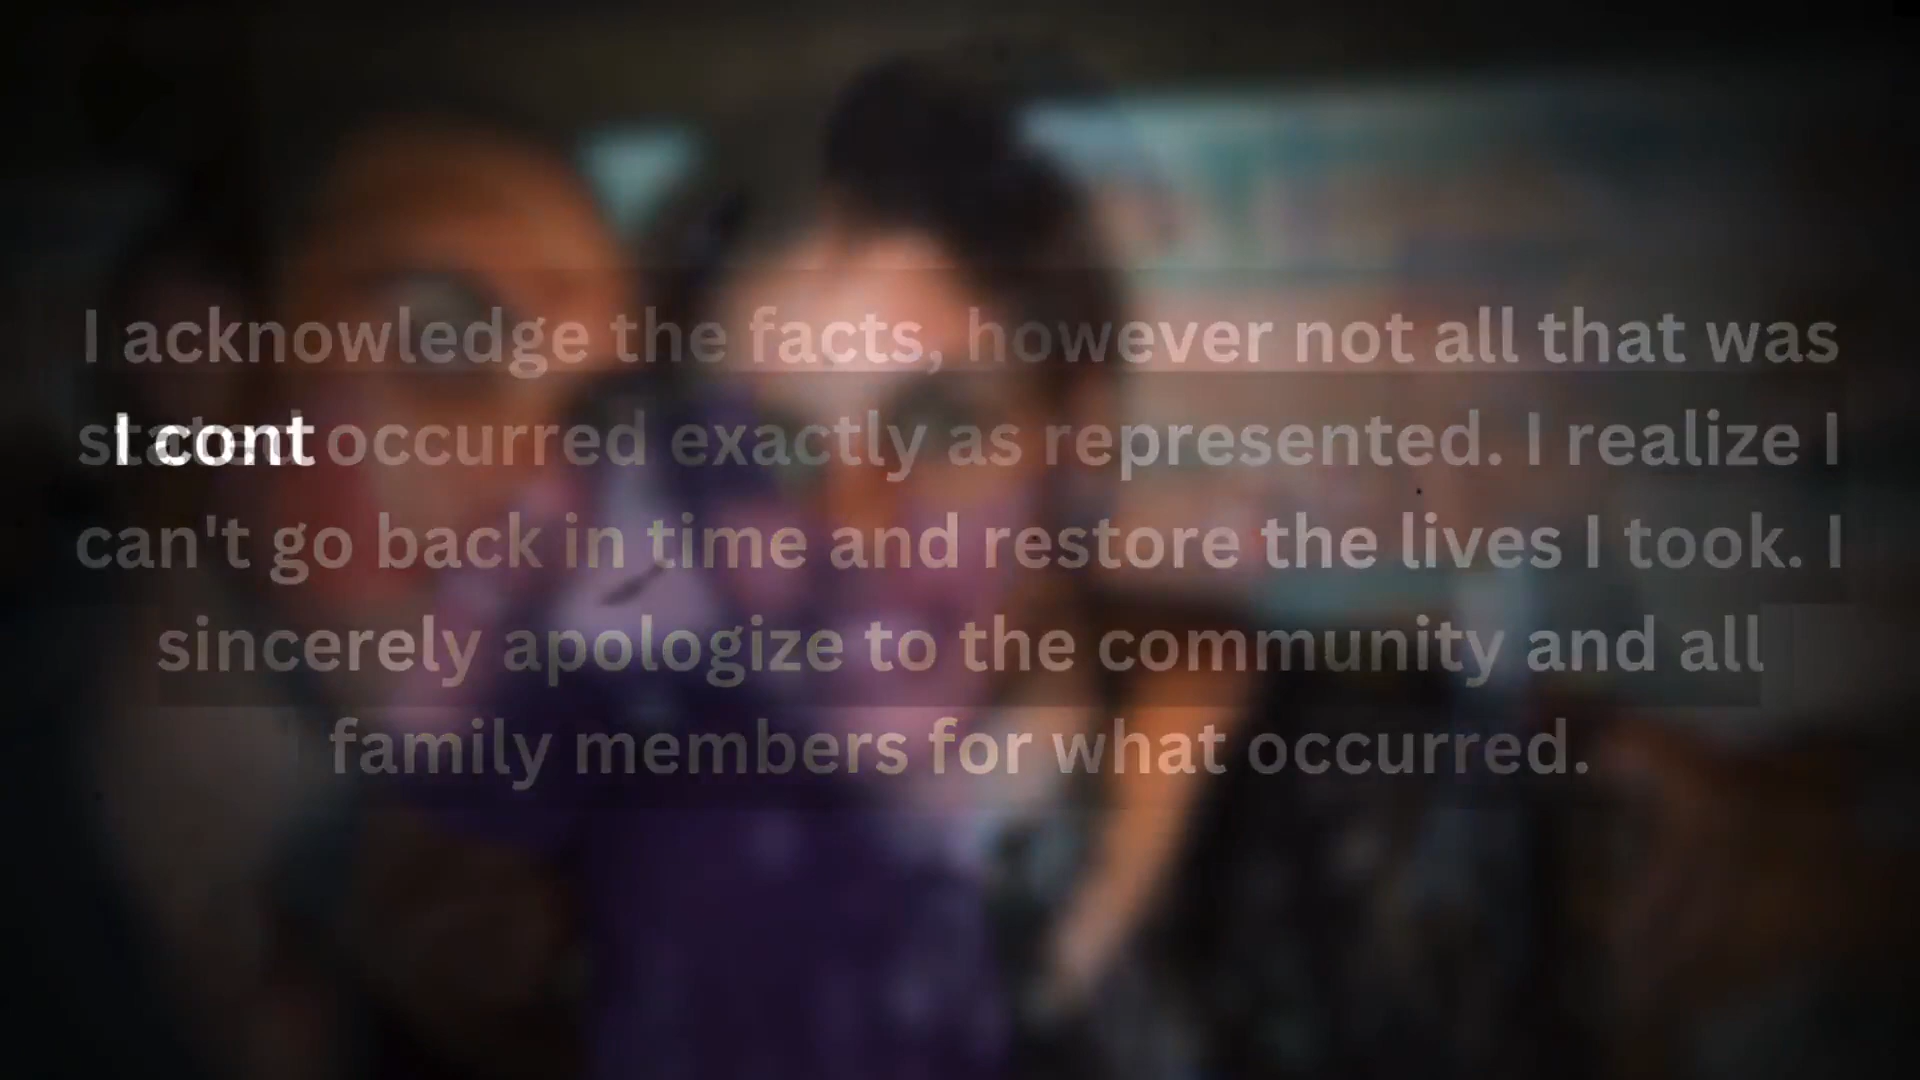 I acknowledge the facts, however not all that was
stated occurred exactly as represented. I realize I
can't go back in time and restore the lives I took. I
sincerely apologize to the community and all
family members for what occurred.
I cont